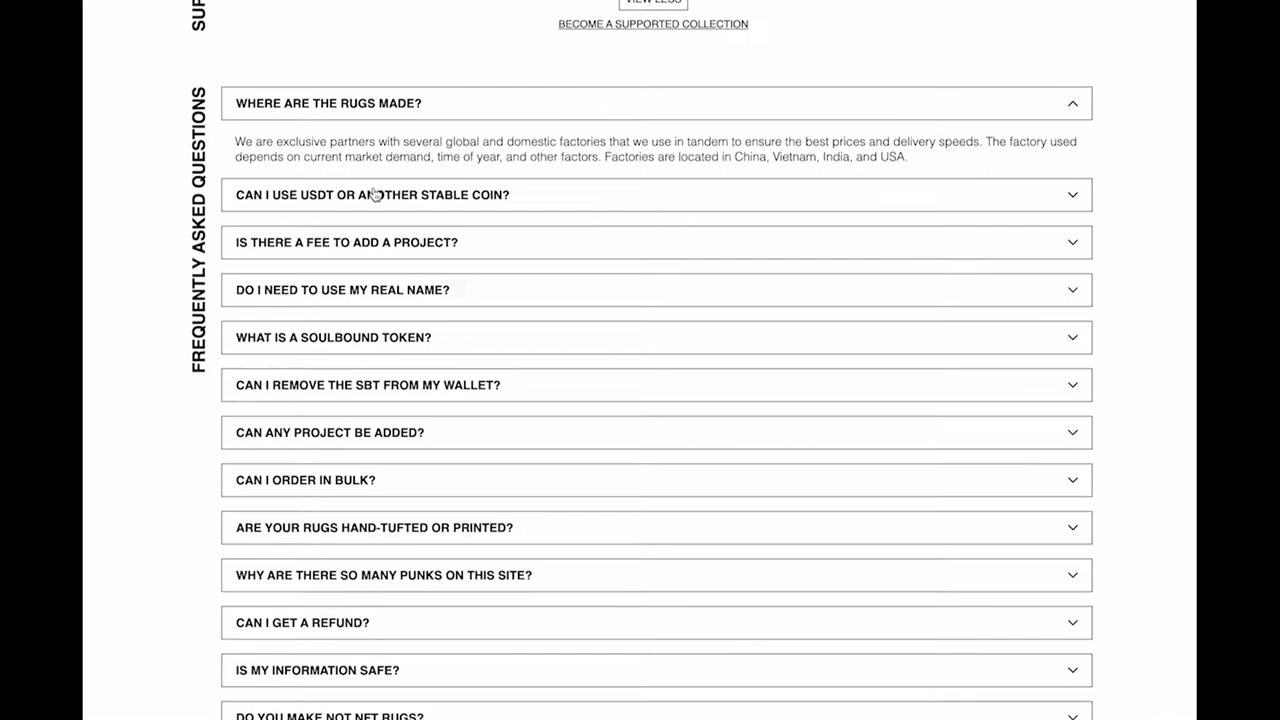 SUP
VIEW LESS
BECOME A SUPPORTED COLLECTION
FREQUENTLY ASKED QUESTIONS
WHERE ARE THE RUGS MADE?
We are exclusive partners with several global and domestic factories that we use in tandem to ensure the best prices and delivery speeds. The factory used
depends on current market demand, time of year, and other factors. Factories are located in China, Vietnam, India, and USA.
CAN I USE USDT OR ANOTHER STABLE COIN?
IS THERE A FEE TO ADD A PROJECT?
DO I NEED TO USE MY REAL NAME?
WHAT IS A SOULBOUND TOKEN?
CAN I REMOVE THE SBT FROM MY WALLET?
CAN ANY PROJECT BE ADDED?
CAN I ORDER IN BULK?
ARE YOUR RUGS HAND-TUFTED OR PRINTED?
WHY ARE THERE SO MANY PUNKS ON THIS SITE?
CAN I GET A REFUND?
IS MY INFORMATION SAFE?
DO YOU MAKE NOT NFT RUGS?